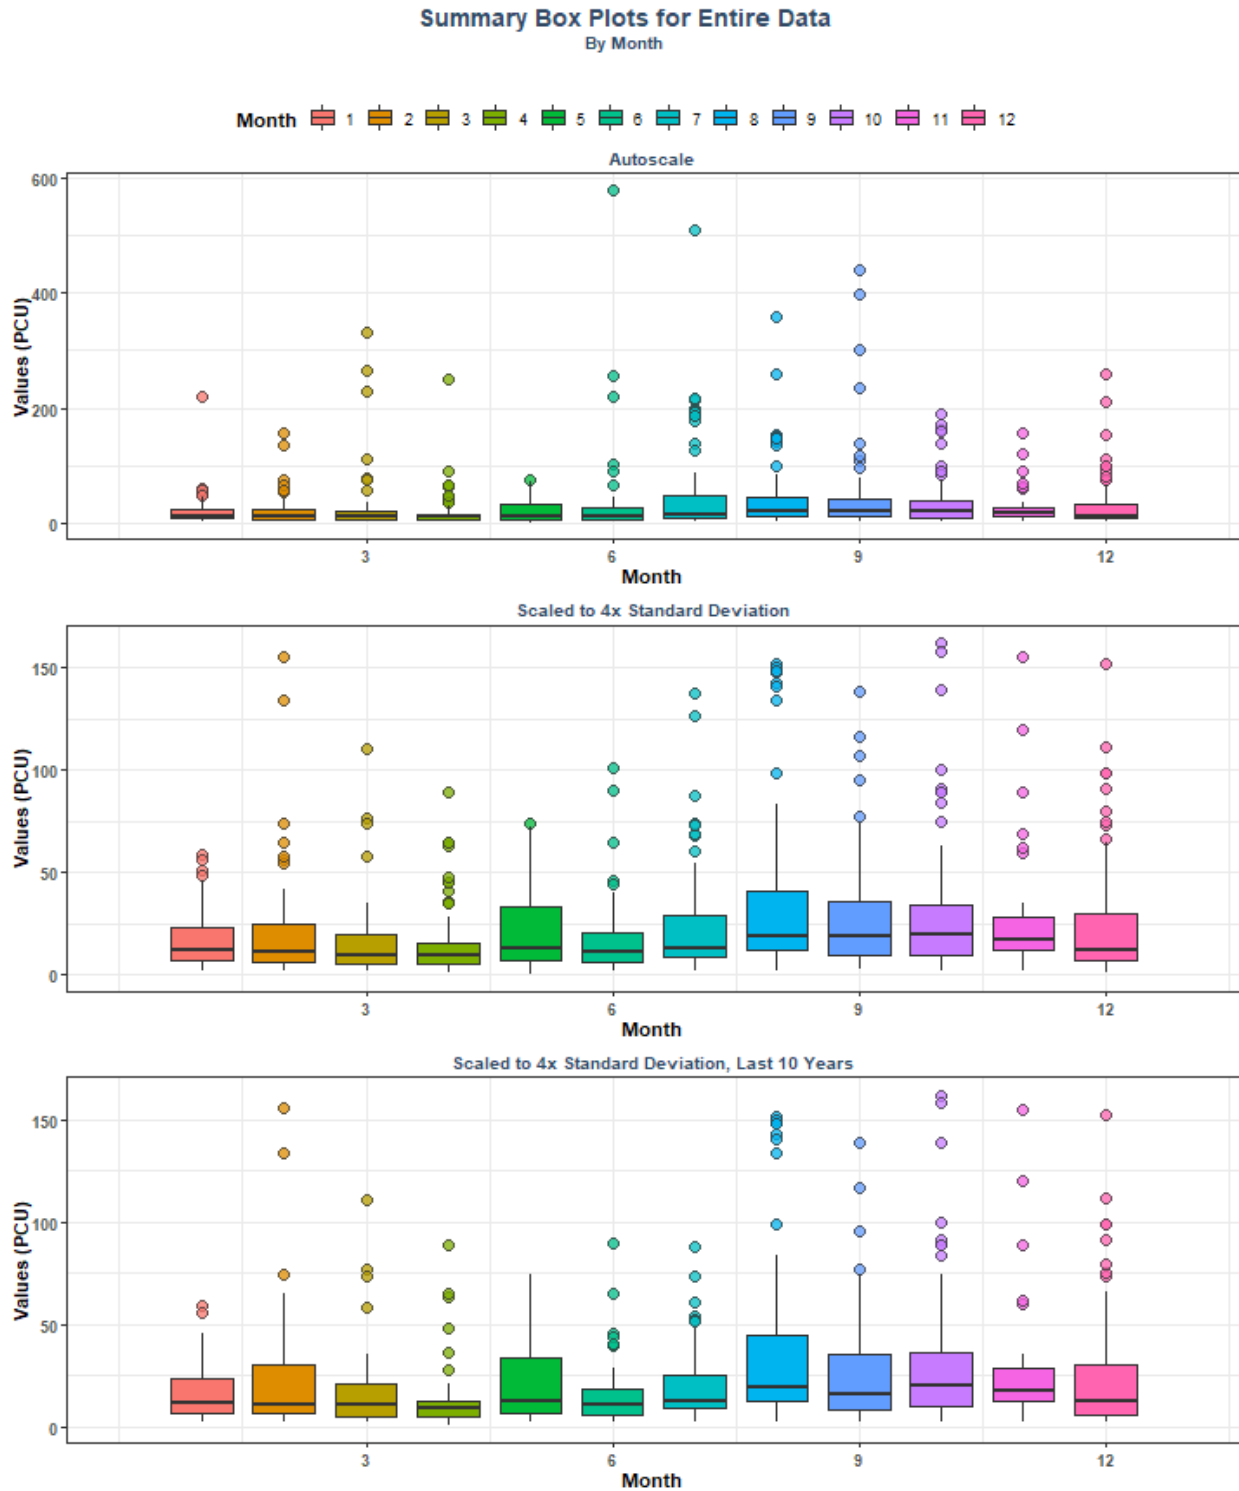 Summary Box Plots for Entire Data
By Month
Month 1 2 3 4 5 6 7 8 9 10 11 12
Autoscale
Values (PCU)
600
400
200
0
3 6 9 12
Month
Scaled to 4x Standard Deviation
Values (PCU)
150
100
50
0
3 6 9 12
Month
Scaled to 4x Standard Deviation, Last 10 Years
Values (PCU)
150
100
50
0
3 6 9 12
Month